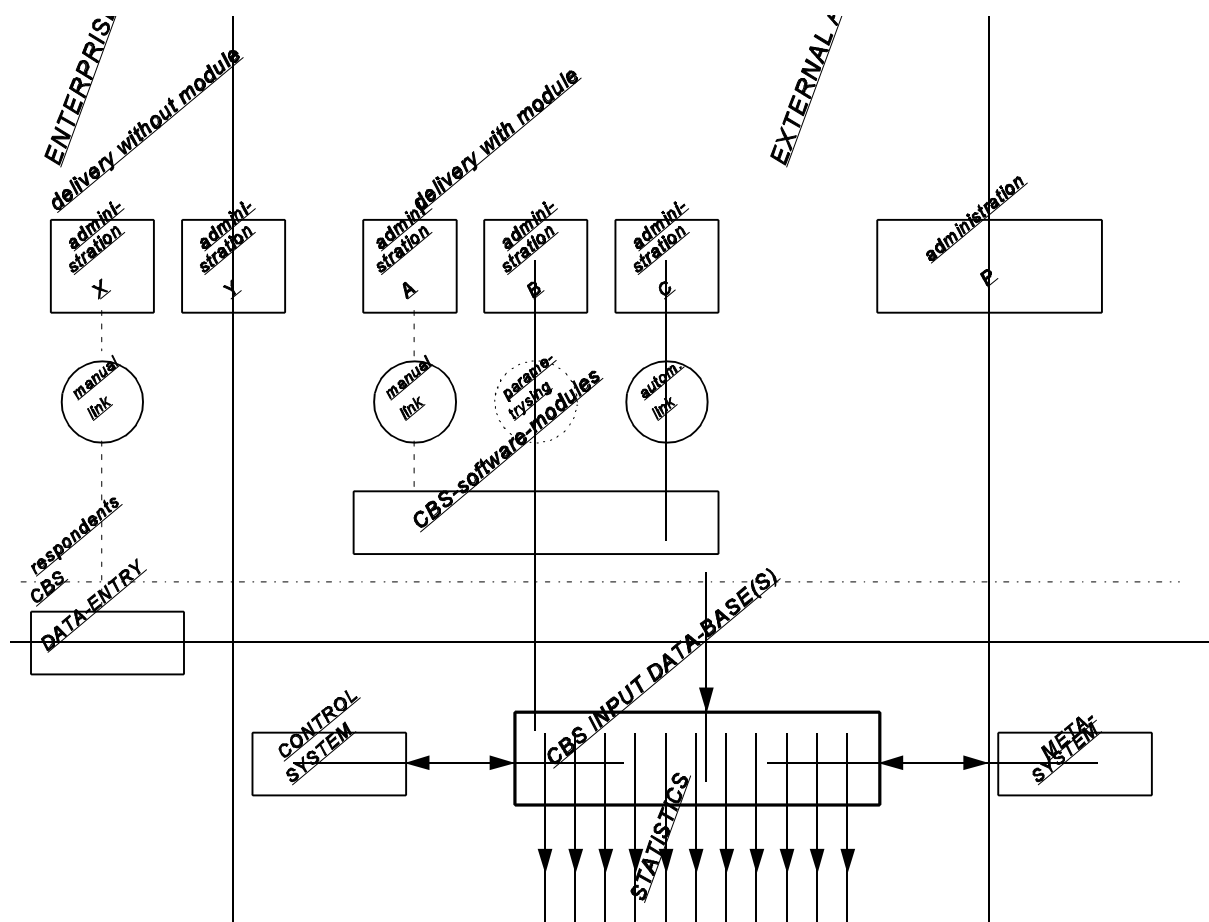 ENTERPRIS
EXTERNAL
delivery without module
delivery with module
admini-
stration
X
admini-
stration
Y
admini-
stration
A
admini-
stration
B
admini-
stration
C
administration
P
manual
link
manual
link
parame-
trysing
autom.
link
CBS-software-modules
respondents
CBS
DATA-ENTRY
CBS INPUT DATA-BASE(S)
CONTROL
SYSTEM
META-
SYSTEM
STATISTICS